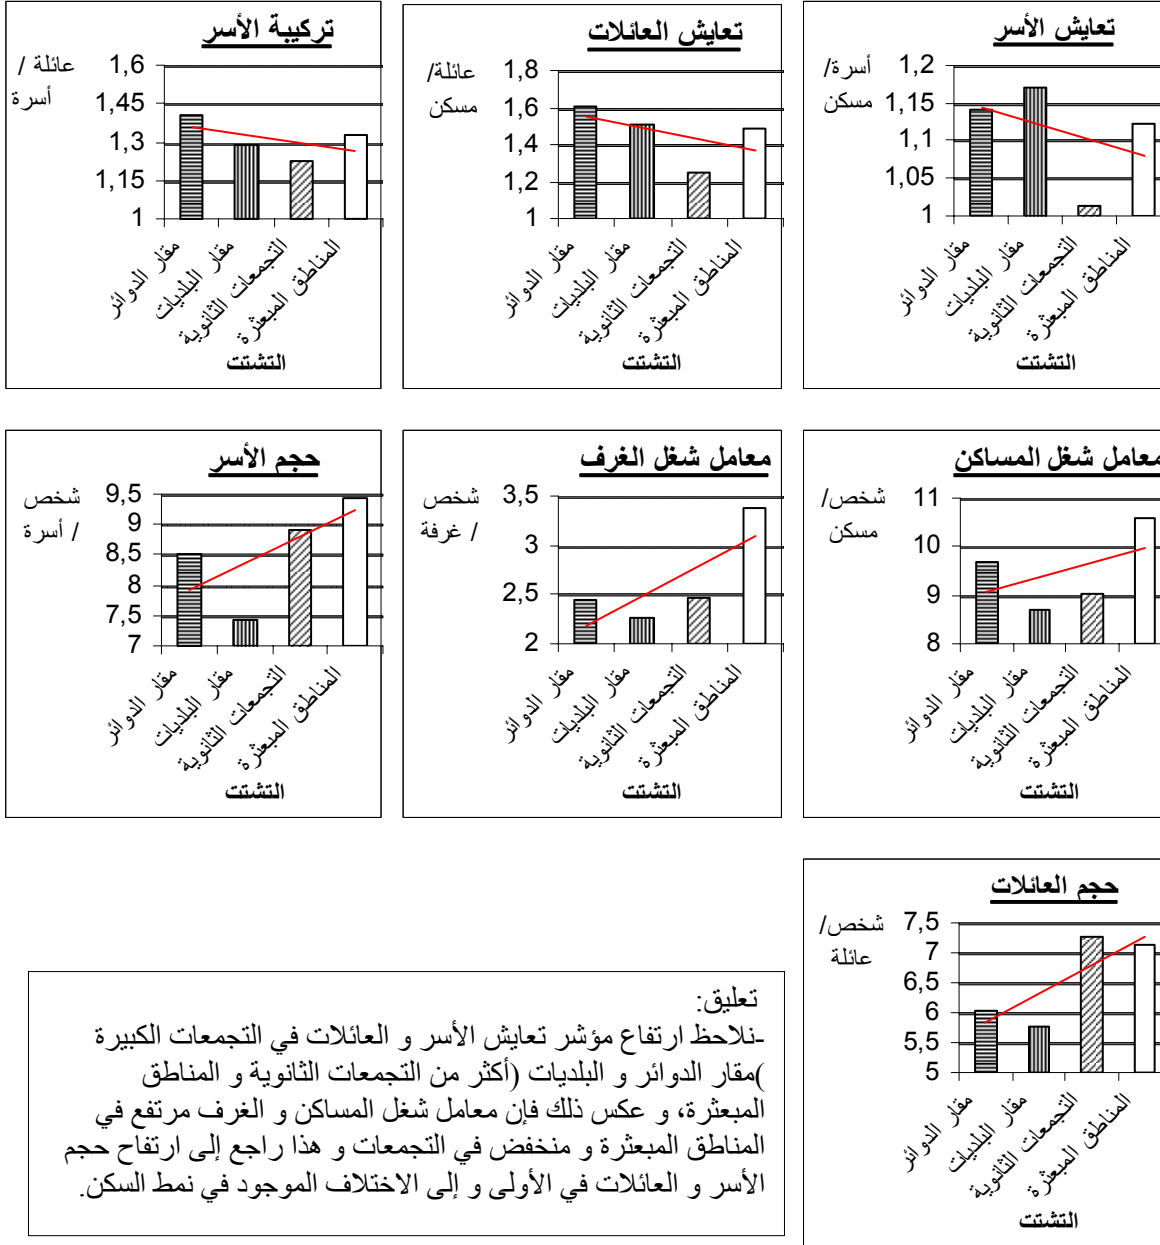 تعايش الأسر
أسرة/
مسكن
1,2
1,15
1,1
1,05
1
مقار الدوائر
مقار البلديات
التجمعات الثانوية
المناطق المبعثرة
التشتت
تعايش العائلات
عائلة/
مسكن
1,8
1,6
1,4
1,2
1
مقار الدوائر
مقار البلديات
التجمعات الثانوية
المناطق المبعثرة
التشتت
تركيبة الأسر
عائلة /
أسرة
1,6
1,45
1,3
1,15
1
مقار الدوائر
مقار البلديات
التجمعات الثانوية
المناطق المبعثرة
التشتت
معامل شغل المساكن
شخص/
مسكن
11
10
9
8
مقار الدوائر
مقار البلديات
التجمعات الثانوية
المناطق المبعثرة
التشتت
معامل شغل الغرف
شخص
/ غرفة
3,5
3
2,5
2
مقار الدوائر
مقار البلديات
التجمعات الثانوية
المناطق المبعثرة
التشتت
حجم الأسر
شخص
/ أسرة
9,5
9
8,5
8
7,5
7
مقار الدوائر
مقار البلديات
التجمعات الثانوية
المناطق المبعثرة
التشتت
حجم العائلات
شخص/
عائلة
7,5
7
6,5
6
5,5
5
مقار الدوائر
مقار البلديات
التجمعات الثانوية
المناطق المبعثرة
التشتت
تعليق:
-نلاحظ ارتفاع مؤشر تعايش الأسر و العائلات في التجمعات الكبيرة
)مقار الدوائر و البلديات (أكثر من التجمعات الثانوية و المناطق
المبعثرة، و عكس ذلك فإن معامل شغل المساكن و الغرف مرتفع في
المناطق المبعثرة و منخفض في التجمعات و هذا راجع إلى ارتفاح حجم
الأسر و العائلات في الأولى و إلى الاختلاف الموجود في نمط السكن.